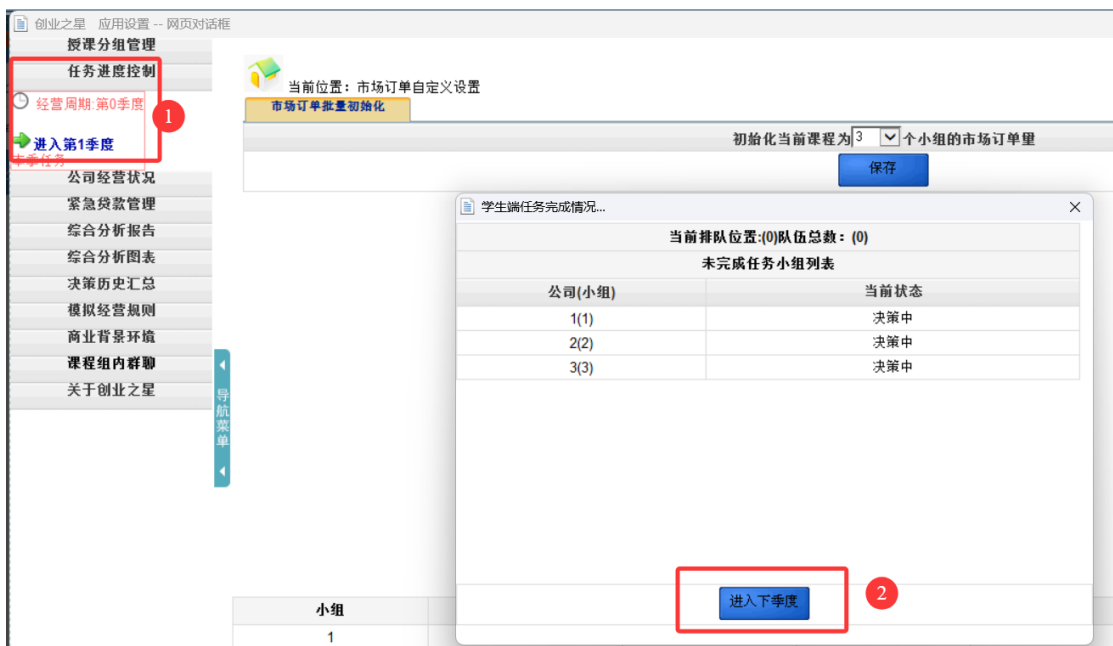 创业之星 应用设置 -- 网页对话框
授课分组管理
任务进度控制
经营周期:第0季度
1
进入第1季度
本季任务
公司经营状况
紧急贷款管理
综合分析报告
综合分析图表
决策历史汇总
模拟经营规则
商业背景环境
课程组内群聊
关于创业之星
导航菜单
当前位置：市场订单自定义设置
市场订单批量初始化
初始化当前课程为 3 个小组的市场订单量
保存
学生端任务完成情况...
当前排队位置:(0)队伍总数：(0)
未完成任务小组列表
公司(小组) 当前状态
1(1) 决策中
2(2) 决策中
3(3) 决策中
进入下季度
2
小组
1